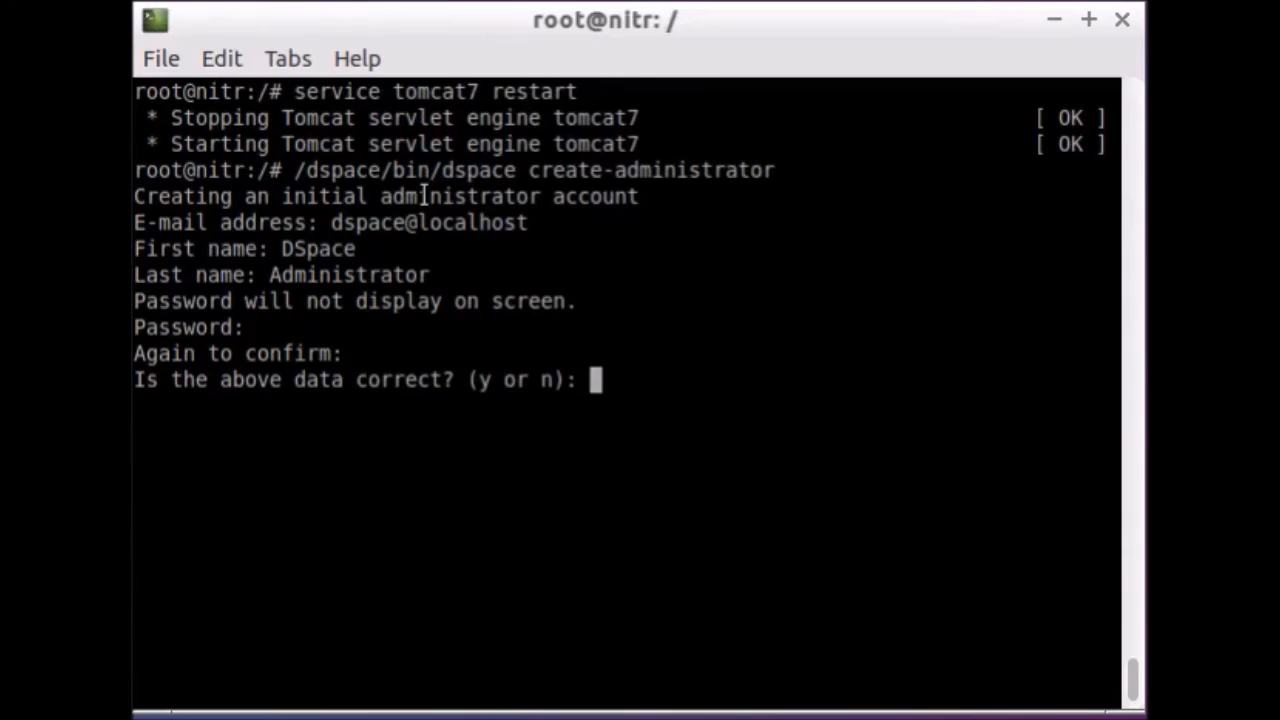 root@nitr: /
File Edit Tabs Help
root@nitr:/# service tomcat7 restart
* Stopping Tomcat servlet engine tomcat7 [ OK ]
* Starting Tomcat servlet engine tomcat7 [ OK ]
root@nitr:/# /dspace/bin/dspace create-administrator
Creating an initial administrator account
E-mail address: dspace@localhost
First name: DSpace
Last name: Administrator
Password will not display on screen.
Password:
Again to confirm:
Is the above data correct? (y or n):